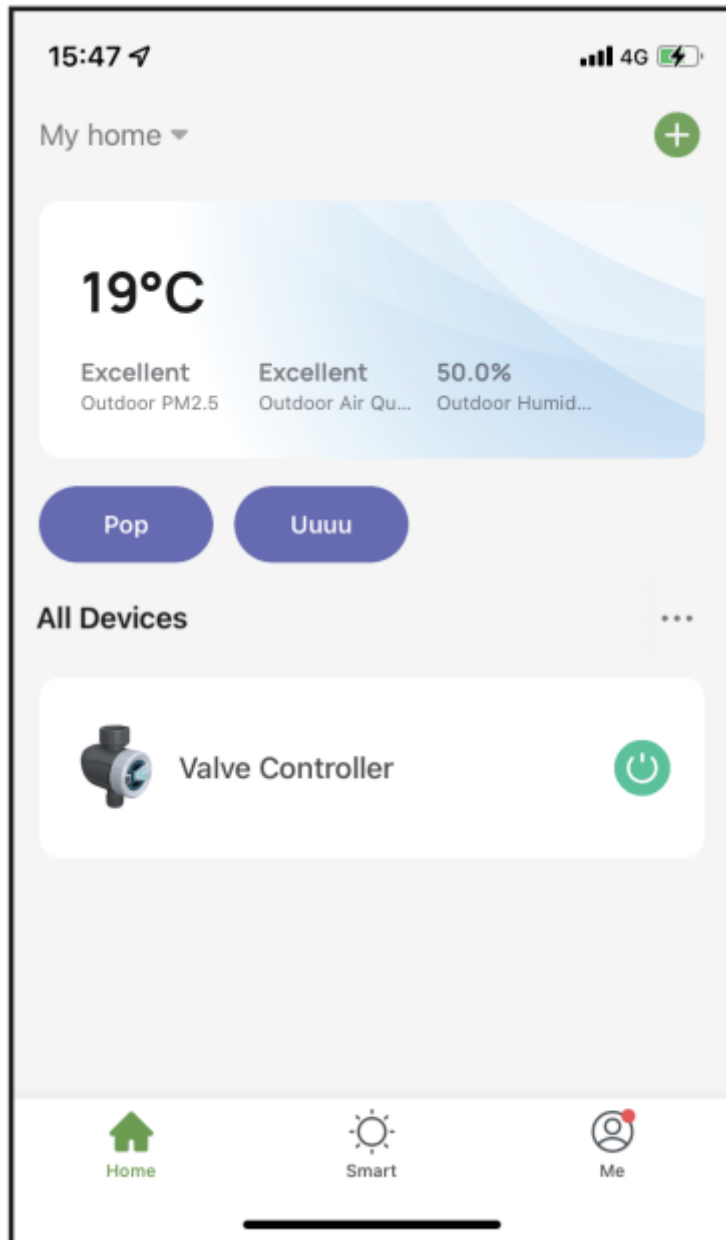 15:47 4G
My home
19°C
Excellent Excellent 50.0%
Outdoor PM2.5 Outdoor Air Qu... Outdoor Humid...
Pop Uuuu
All Devices
Valve Controller
Home Smart Me